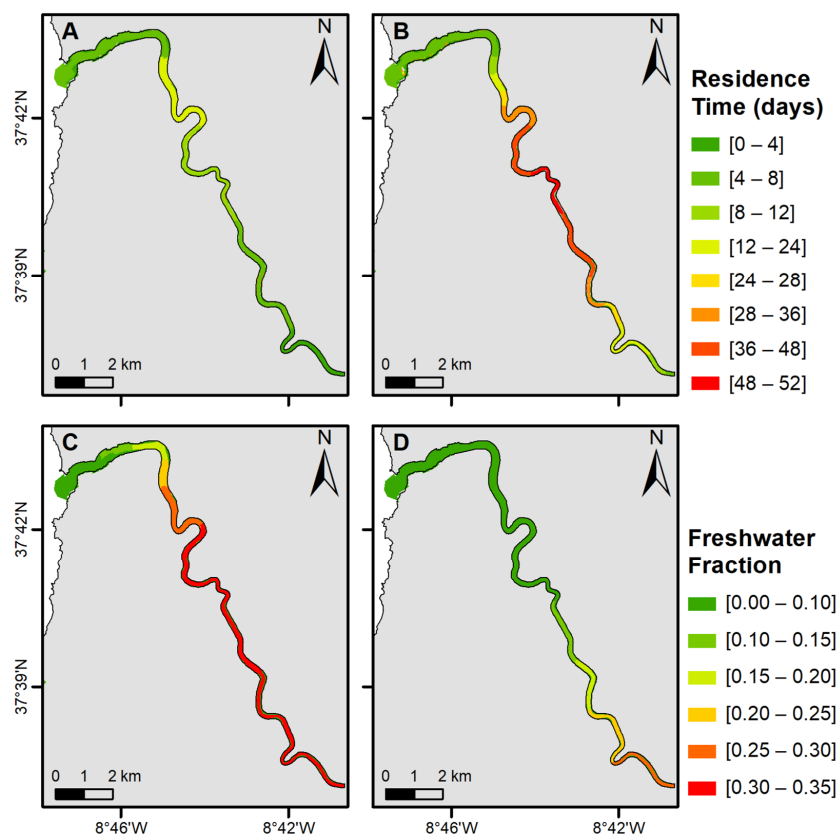 A
N
B
N
37°42'N
37°39'N
0 1 2 km
0 1 2 km
Residence
Time (days)
[0 – 4]
[4 – 8]
[8 – 12]
[12 – 24]
[24 – 28]
[28 – 36]
[36 – 48]
[48 – 52]
C
N
D
N
37°42'N
37°39'N
0 1 2 km
0 1 2 km
8°46'W
8°42'W
8°46'W
8°42'W
Freshwater
Fraction
[0.00 – 0.10]
[0.10 – 0.15]
[0.15 – 0.20]
[0.20 – 0.25]
[0.25 – 0.30]
[0.30 – 0.35]